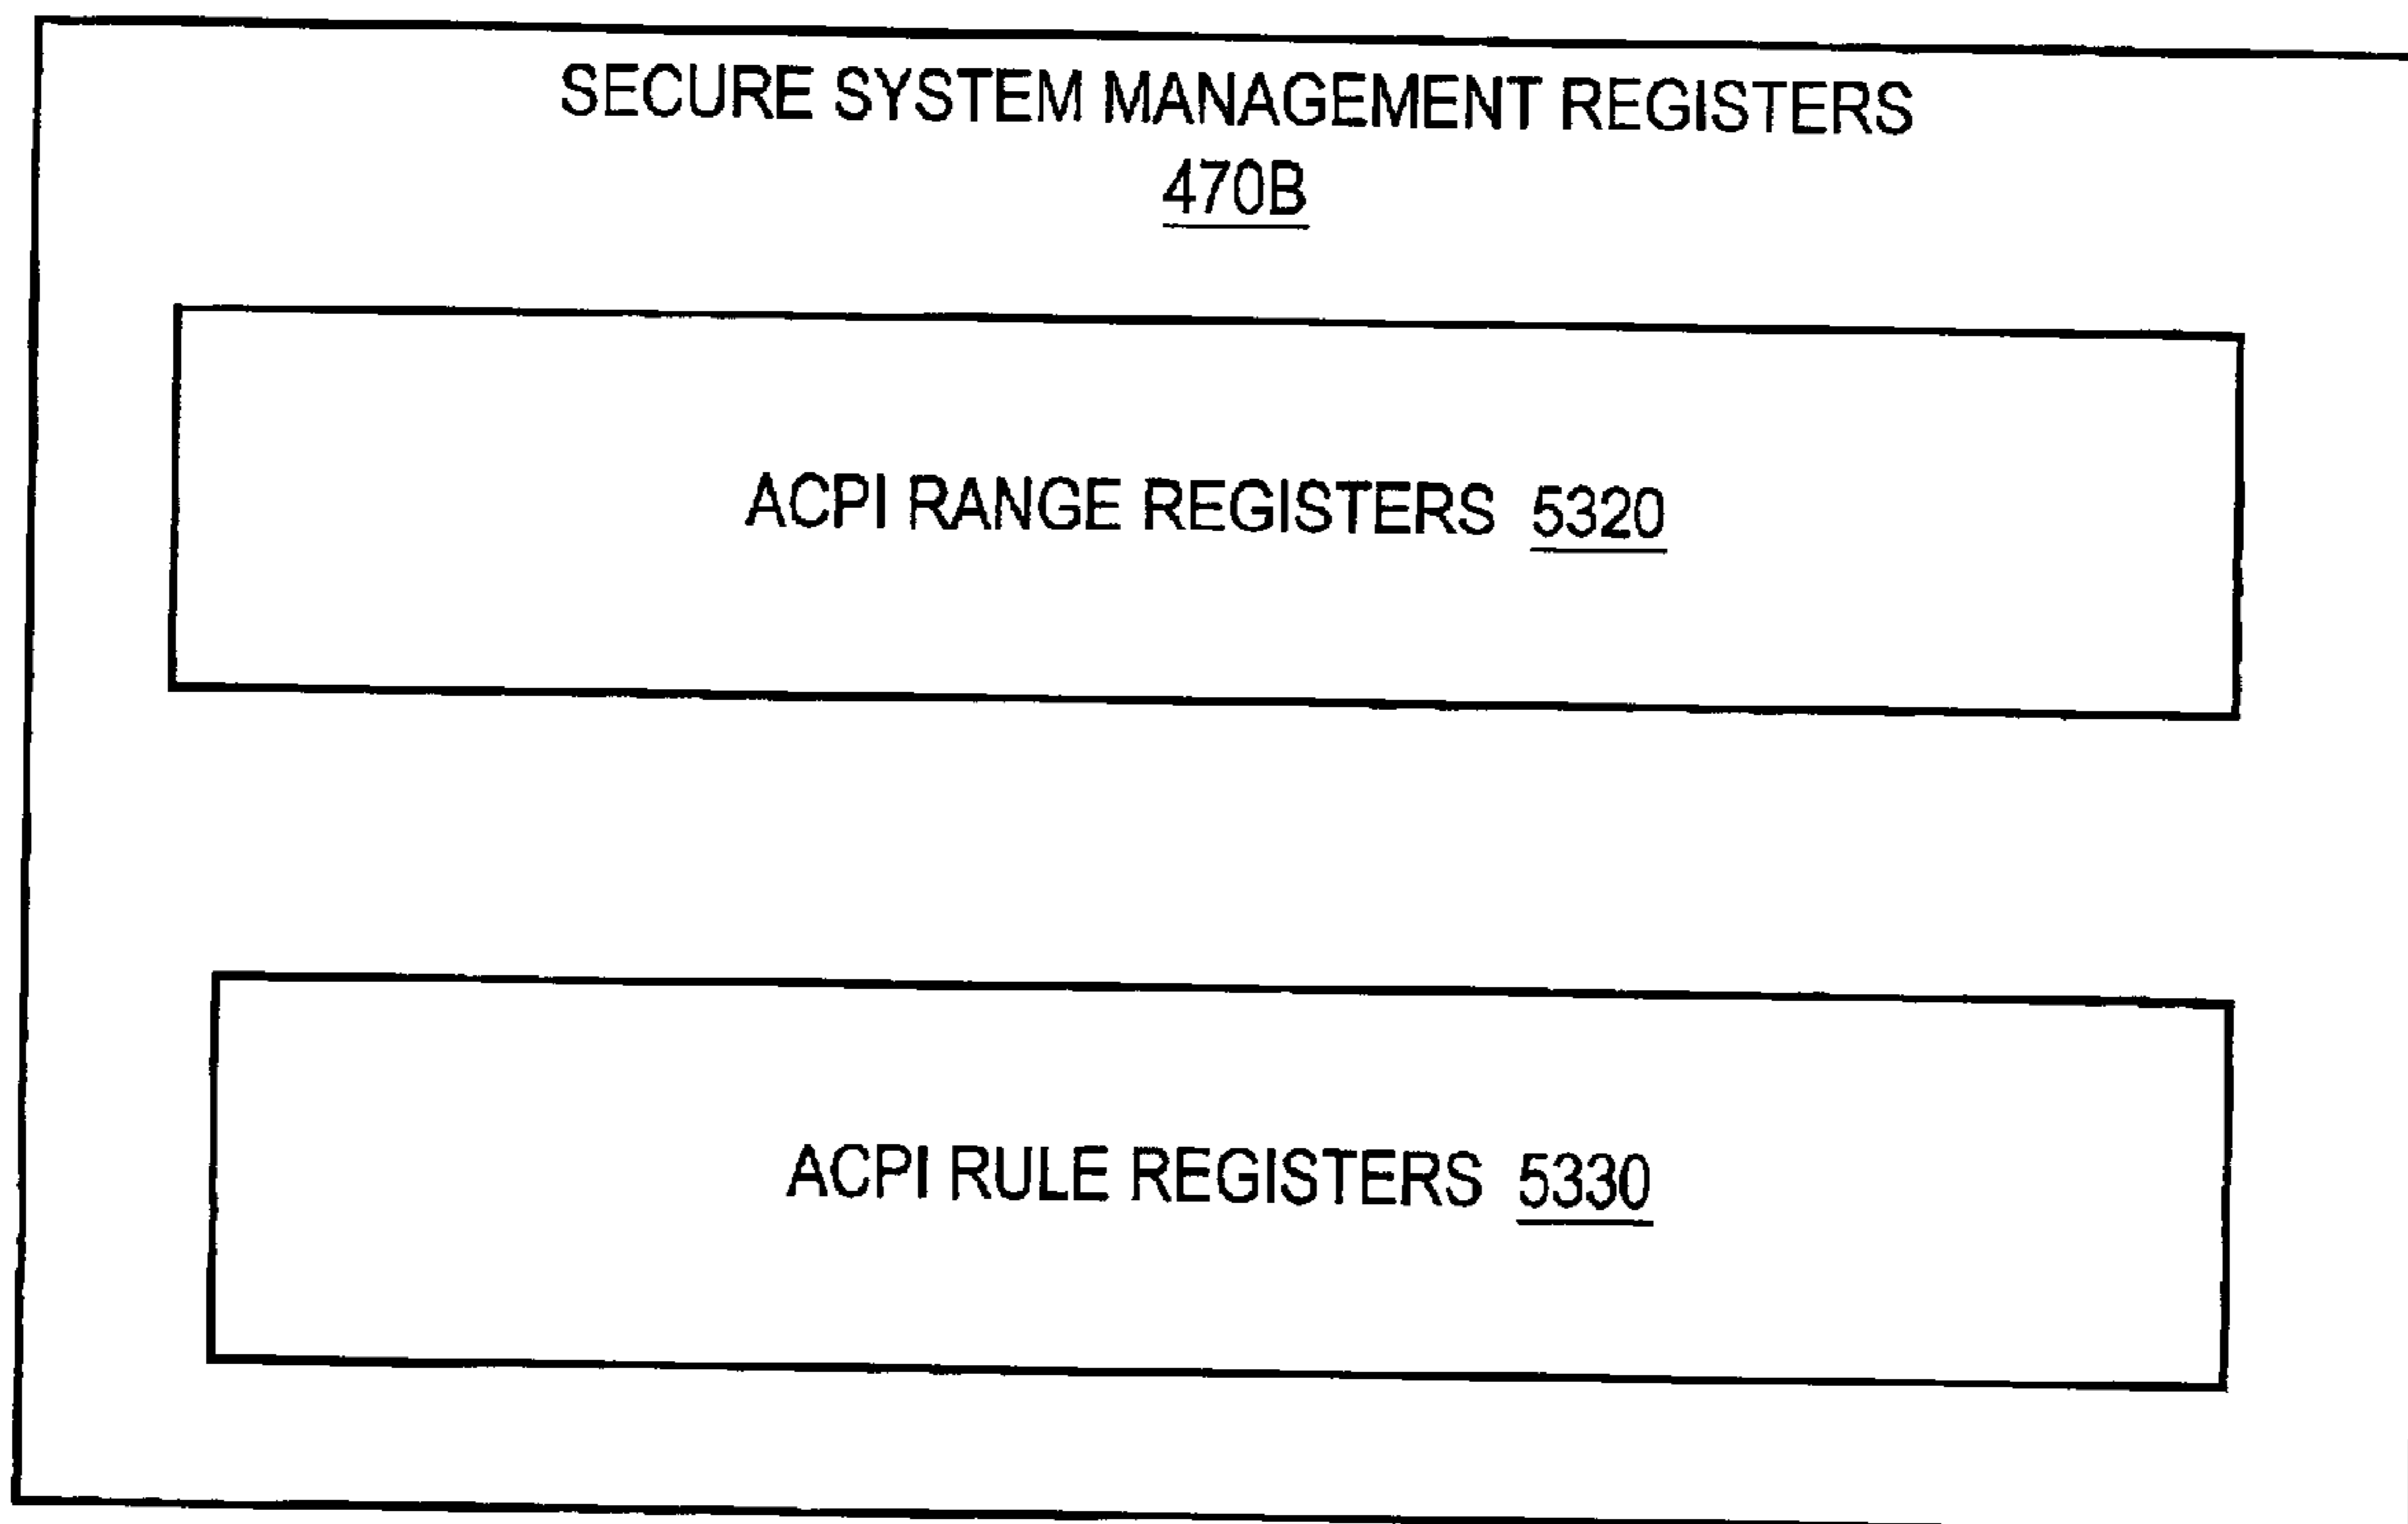 SECURE SYSTEM MANAGEMENT REGISTERS
470B
ACPI RANGE REGISTERS 5320
ACPI RULE REGISTERS 5330